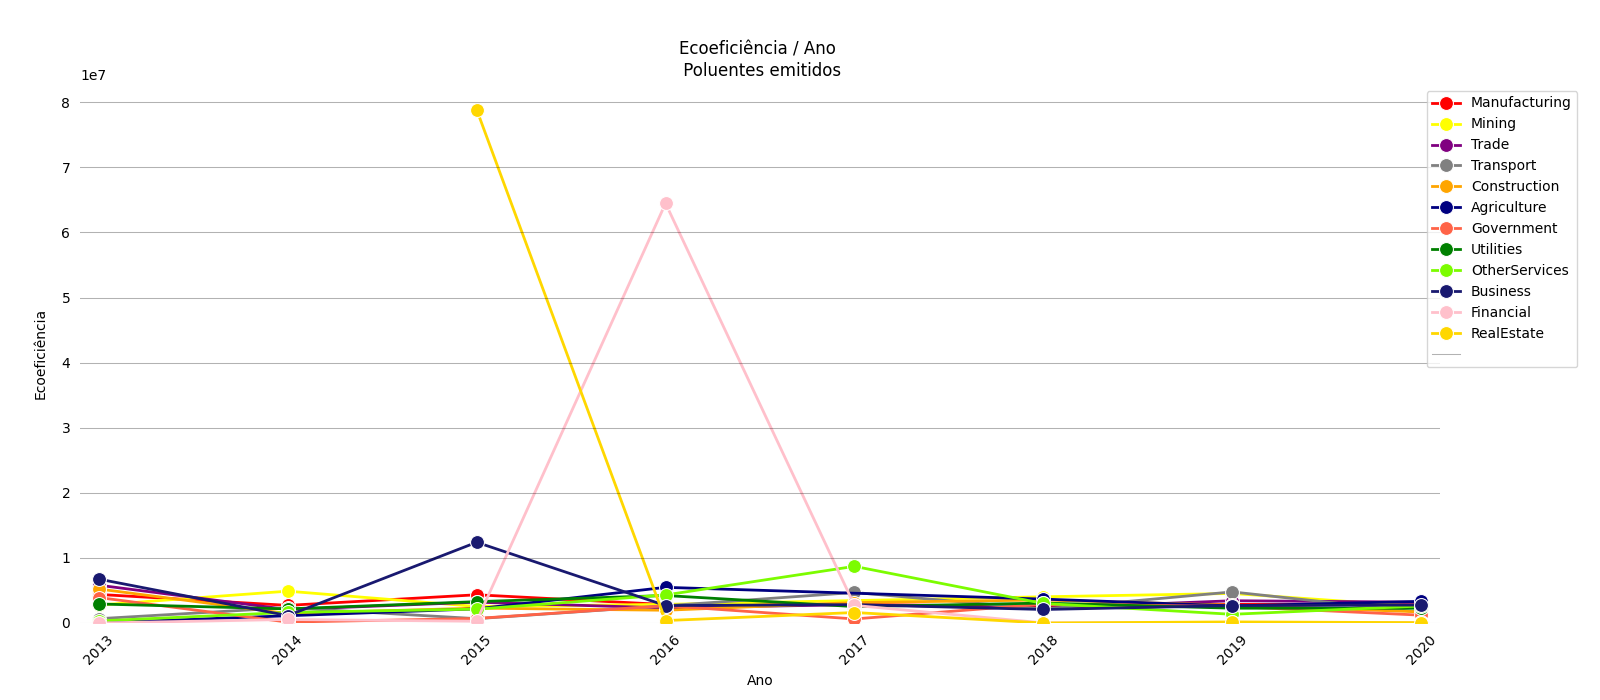 Ecoeficiência / Ano
Poluentes emitidos
1e7
8
7
6
5
4
3
2
1
0
Ecoeficiência
2013
2014
2015
2016
2017
2018
2019
2020
Ano
Manufacturing
Mining
Trade
Transport
Construction
Agriculture
Government
Utilities
OtherServices
Business
Financial
RealEstate